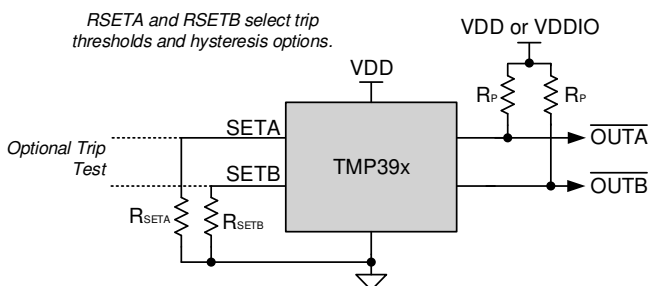 RSETA and RSETB select trip
thresholds and hysteresis options.
VDD or VDDIO
VDD
RP
RP
SETA
OUTA
Optional Trip
Test
TMP39x
SETB
OUTB
RSETA
RSETB